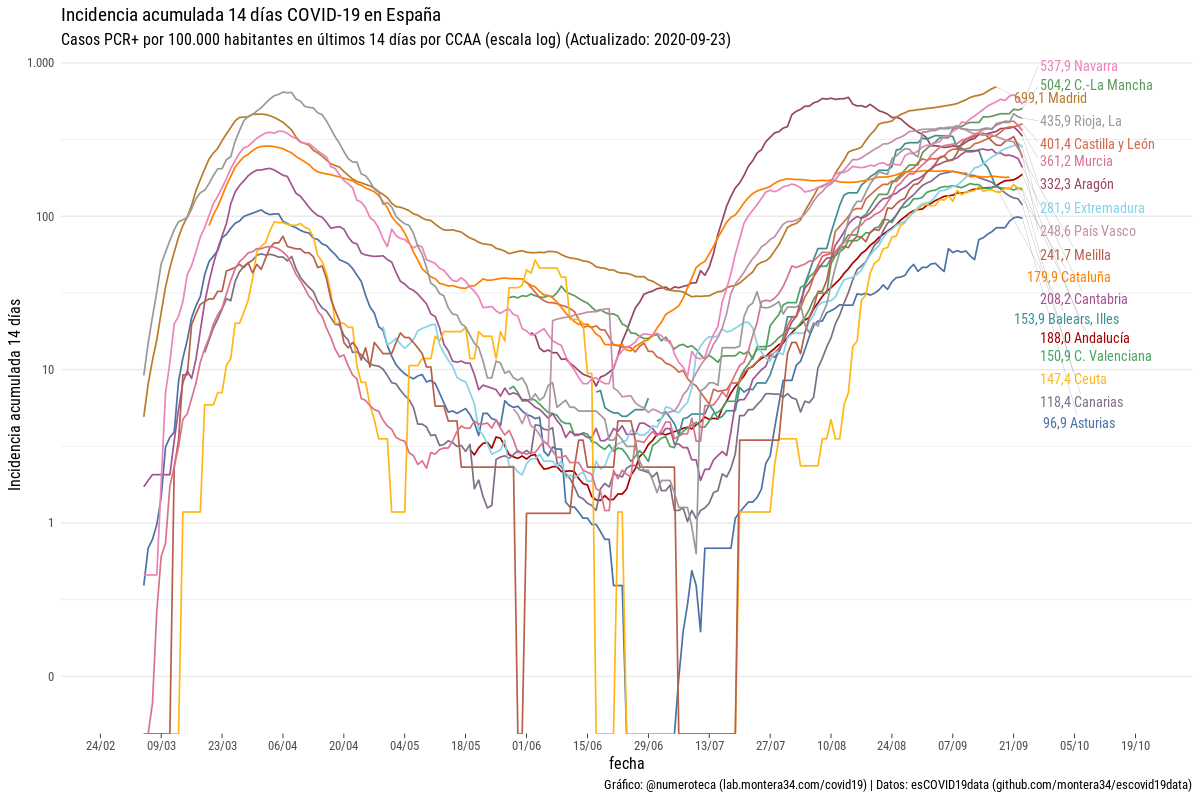 Incidencia acumulada 14 días COVID-19 en España
Casos PCR+ por 100.000 habitantes en últimos 14 días por CCAA (escala log) (Actualizado: 2020-09-23)
Incidencia acumulada 14 días
1.000
100
10
1
0
537,9 Navarra
504,2 C.-La Mancha
699,1 Madrid
435,9 Rioja, La
401,4 Castilla y León
361,2 Murcia
332,3 Aragón
281,9 Extremadura
248,6 País Vasco
241,7 Melilla
179,9 Cataluña
208,2 Cantabria
153,9 Balears, Illes
188,0 Andalucía
150,9 C. Valenciana
147,4 Ceuta
118,4 Canarias
96,9 Asturias
24/02 09/03 23/03 06/04 20/04 04/05 18/05 01/06 15/06 29/06 13/07 27/07 10/08 24/08 07/09 21/09 05/10 19/10
fecha
Gráfico: @numeroteca (lab.montera34.com/covid19) | Datos: esCOVID19data (github.com/montera34/escovid19data)